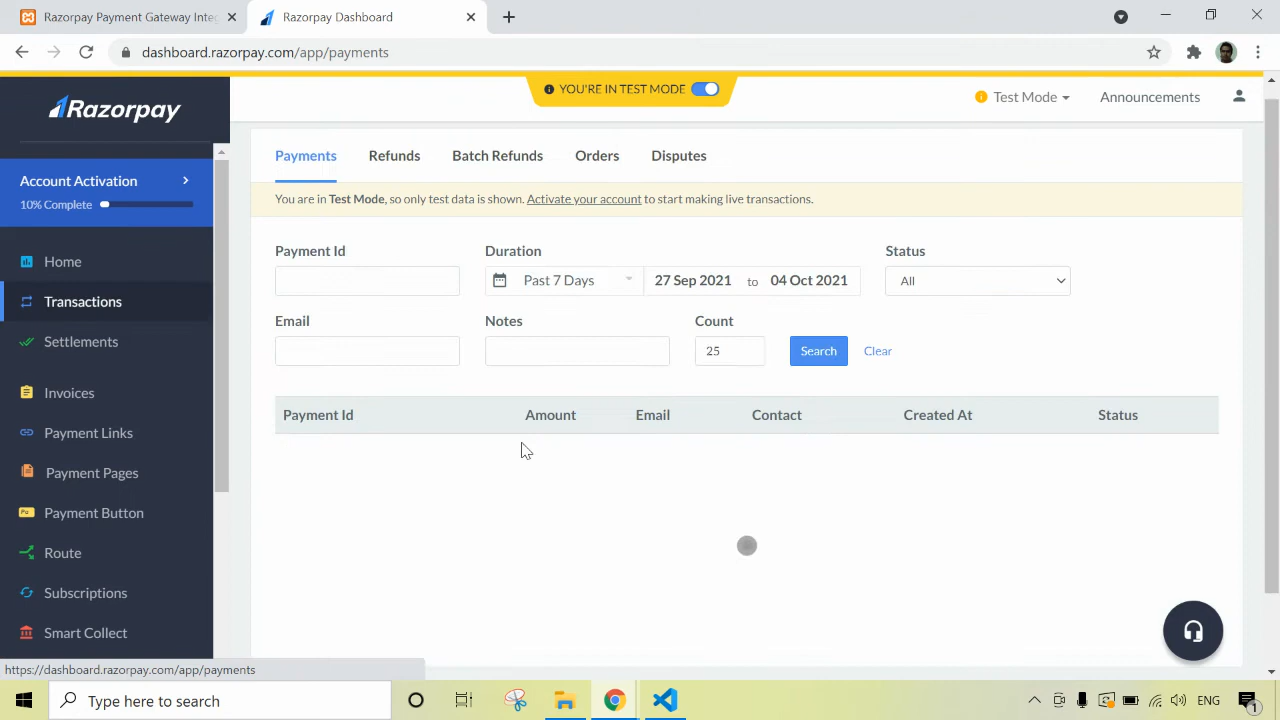 Razorpay Payment Gateway Inte
Razorpay Dashboard
dashboard.razorpay.com/app/payments
YOU'RE IN TEST MODE
Test Mode
Announcements
Razorpay
Account Activation
10% Complete
Home
Transactions
Settlements
Invoices
Payment Links
Payment Pages
Payment Button
Route
Subscriptions
Smart Collect
Payments
Refunds
Batch Refunds
Orders
Disputes
You are in Test Mode, so only test data is shown. Activate your account to start making live transactions.
Payment Id
Duration
Status
Past 7 Days
27 Sep 2021 to 04 Oct 2021
All
Email
Notes
Count
25
Search
Clear
Payment Id
Amount
Email
Contact
Created At
Status
https://dashboard.razorpay.com/app/payments
Type here to search
ENG
1